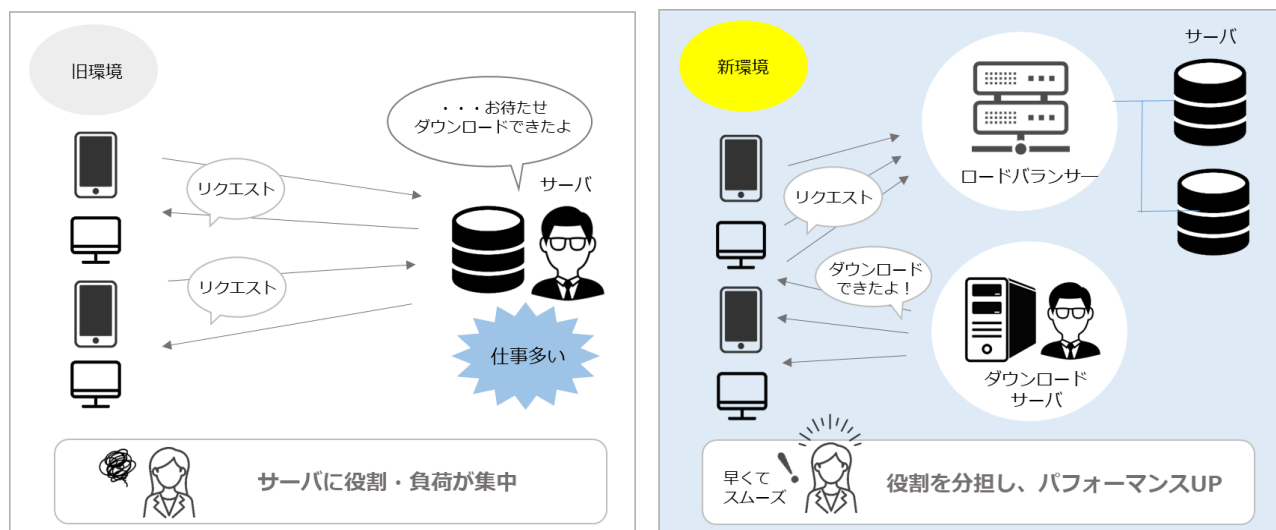 旧環境
・・・お待たせ
ダウンロードできたよ
リクエスト
サーバ
リクエスト
仕事多い
サーバに役割・負荷が集中
新環境
サーバ
ロードバランサー
リクエスト
ダウンロード
できたよ！
ダウンロード
サーバ
早くて
スムーズ
役割を分担し、パフォーマンスUP